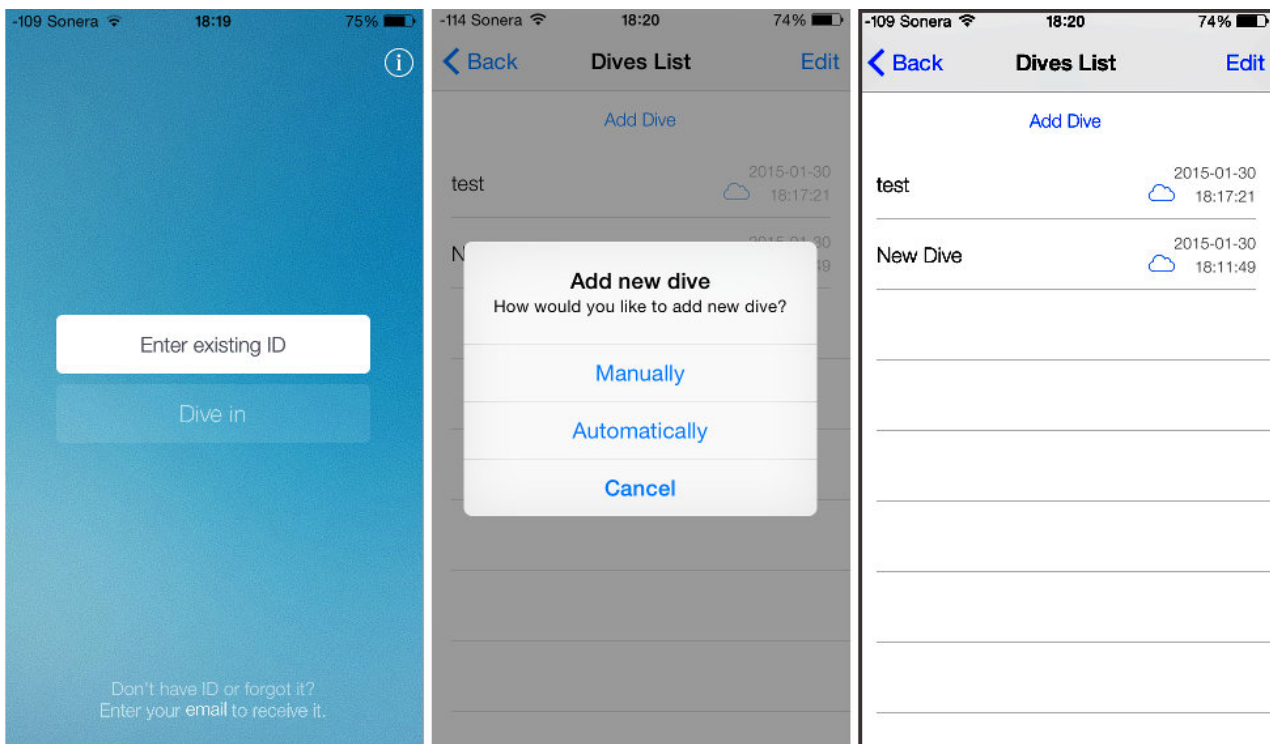 -109 Sonera 18:19 75%
Enter existing ID
Dive in
Don't have ID or forgot it?
Enter your email to receive it.
-114 Sonera 18:20 74%
Back Dives List Edit
Add Dive
2015-01-30
test 18:17:21
Add new dive
How would you like to add new dive?
Manually
Automatically
Cancel
-109 Sonera 18:20 74%
Back Dives List Edit
Add Dive
2015-01-30
test 18:17:21
2015-01-30
New Dive 18:11:49